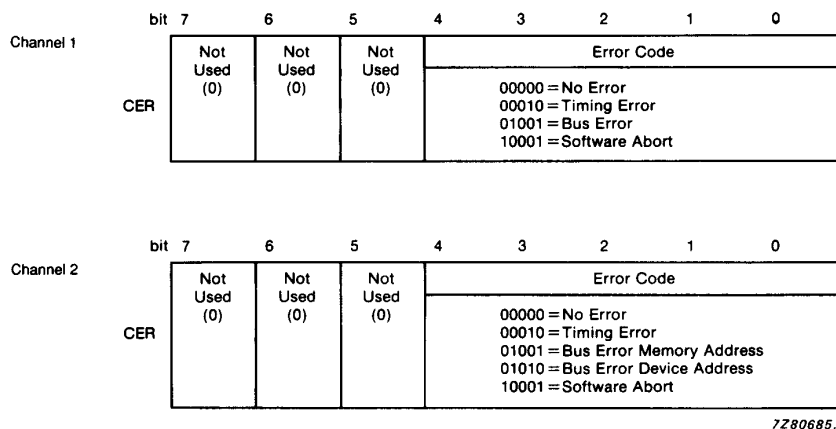 bit 7 6 5 4 3 2 1 0
Channel 1
Not Used (0) Not Used (0) Not Used (0) Error Code
CER
00000 = No Error
00010 = Timing Error
01001 = Bus Error
10001 = Software Abort
bit 7 6 5 4 3 2 1 0
Channel 2
Not Used (0) Not Used (0) Not Used (0) Error Code
CER
00000 = No Error
00010 = Timing Error
01001 = Bus Error Memory Address
01010 = Bus Error Device Address
10001 = Software Abort
7Z80685.